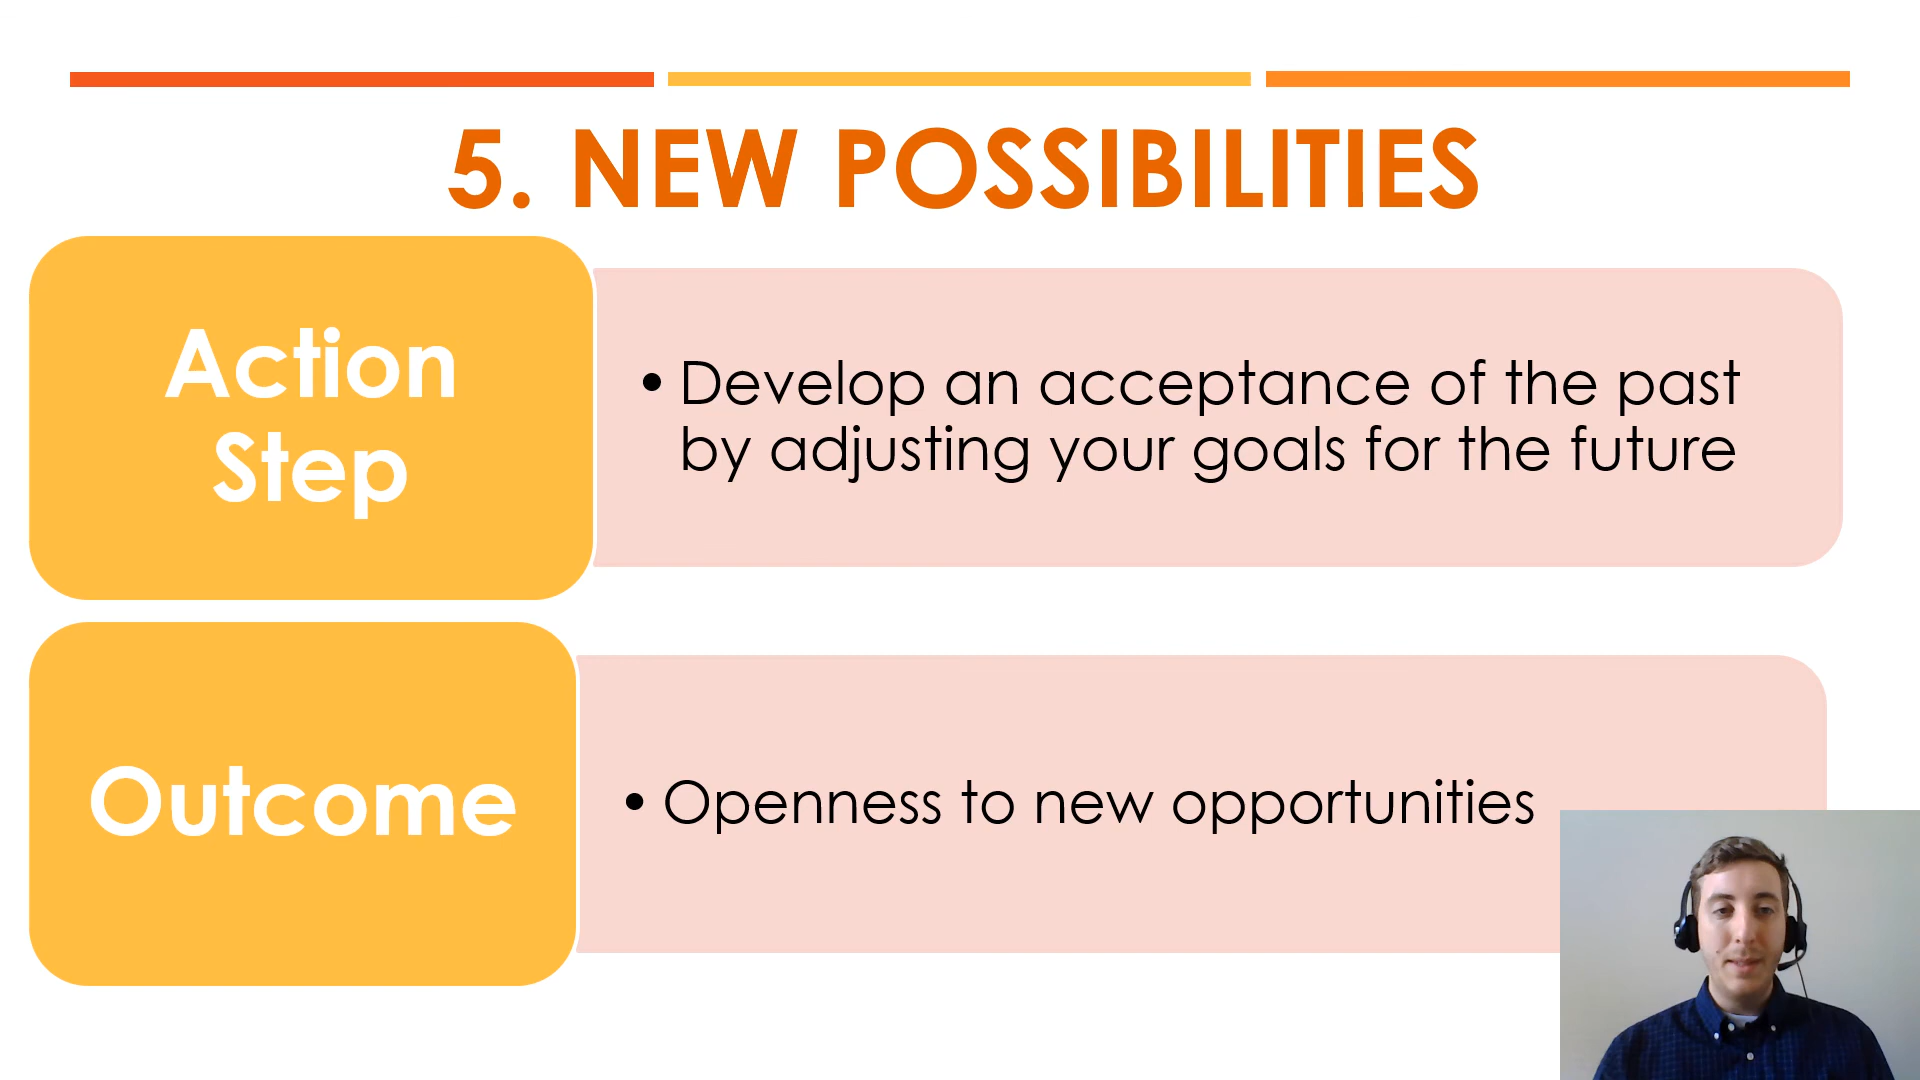 5. NEW POSSIBILITIES
Action
Step
• Develop an acceptance of the past
by adjusting your goals for the future
Outcome
• Openness to new opportunities